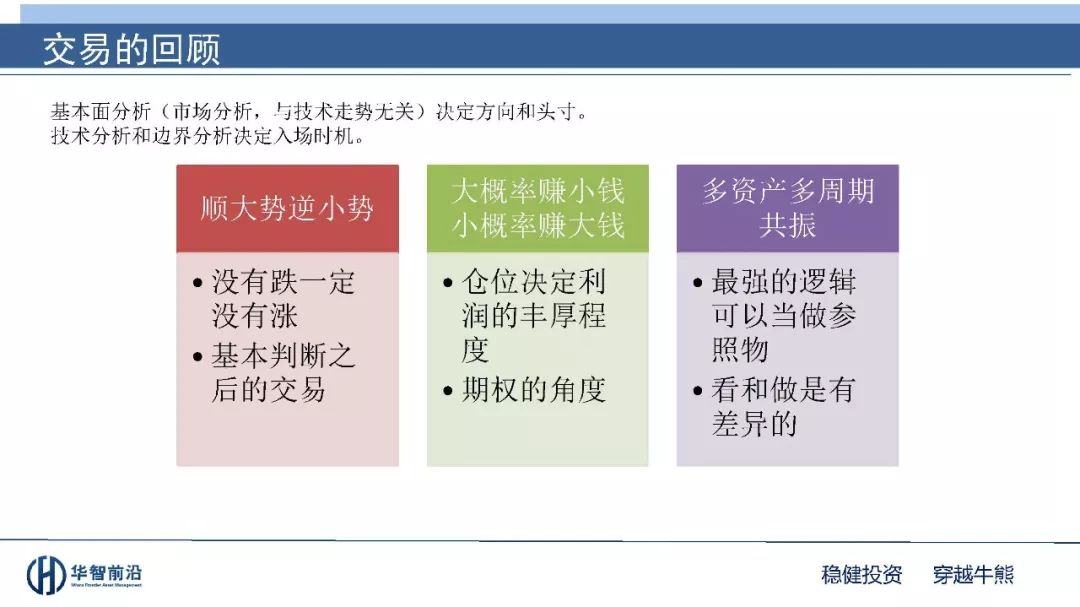 交易的回顾
基本面分析（市场分析，与技术走势无关）决定方向和头寸。
技术分析和边界分析决定入场时机。
顺大势逆小势
• 没有跌一定
没有涨
• 基本判断之
后的交易
大概率赚小钱
小概率赚大钱
• 仓位决定利
润的丰厚程
度
• 期权的角度
多资产多周期
共振
• 最强的逻辑
可以当做参
照物
• 看和做是有
差异的
华智前沿
稳健投资 穿越牛熊